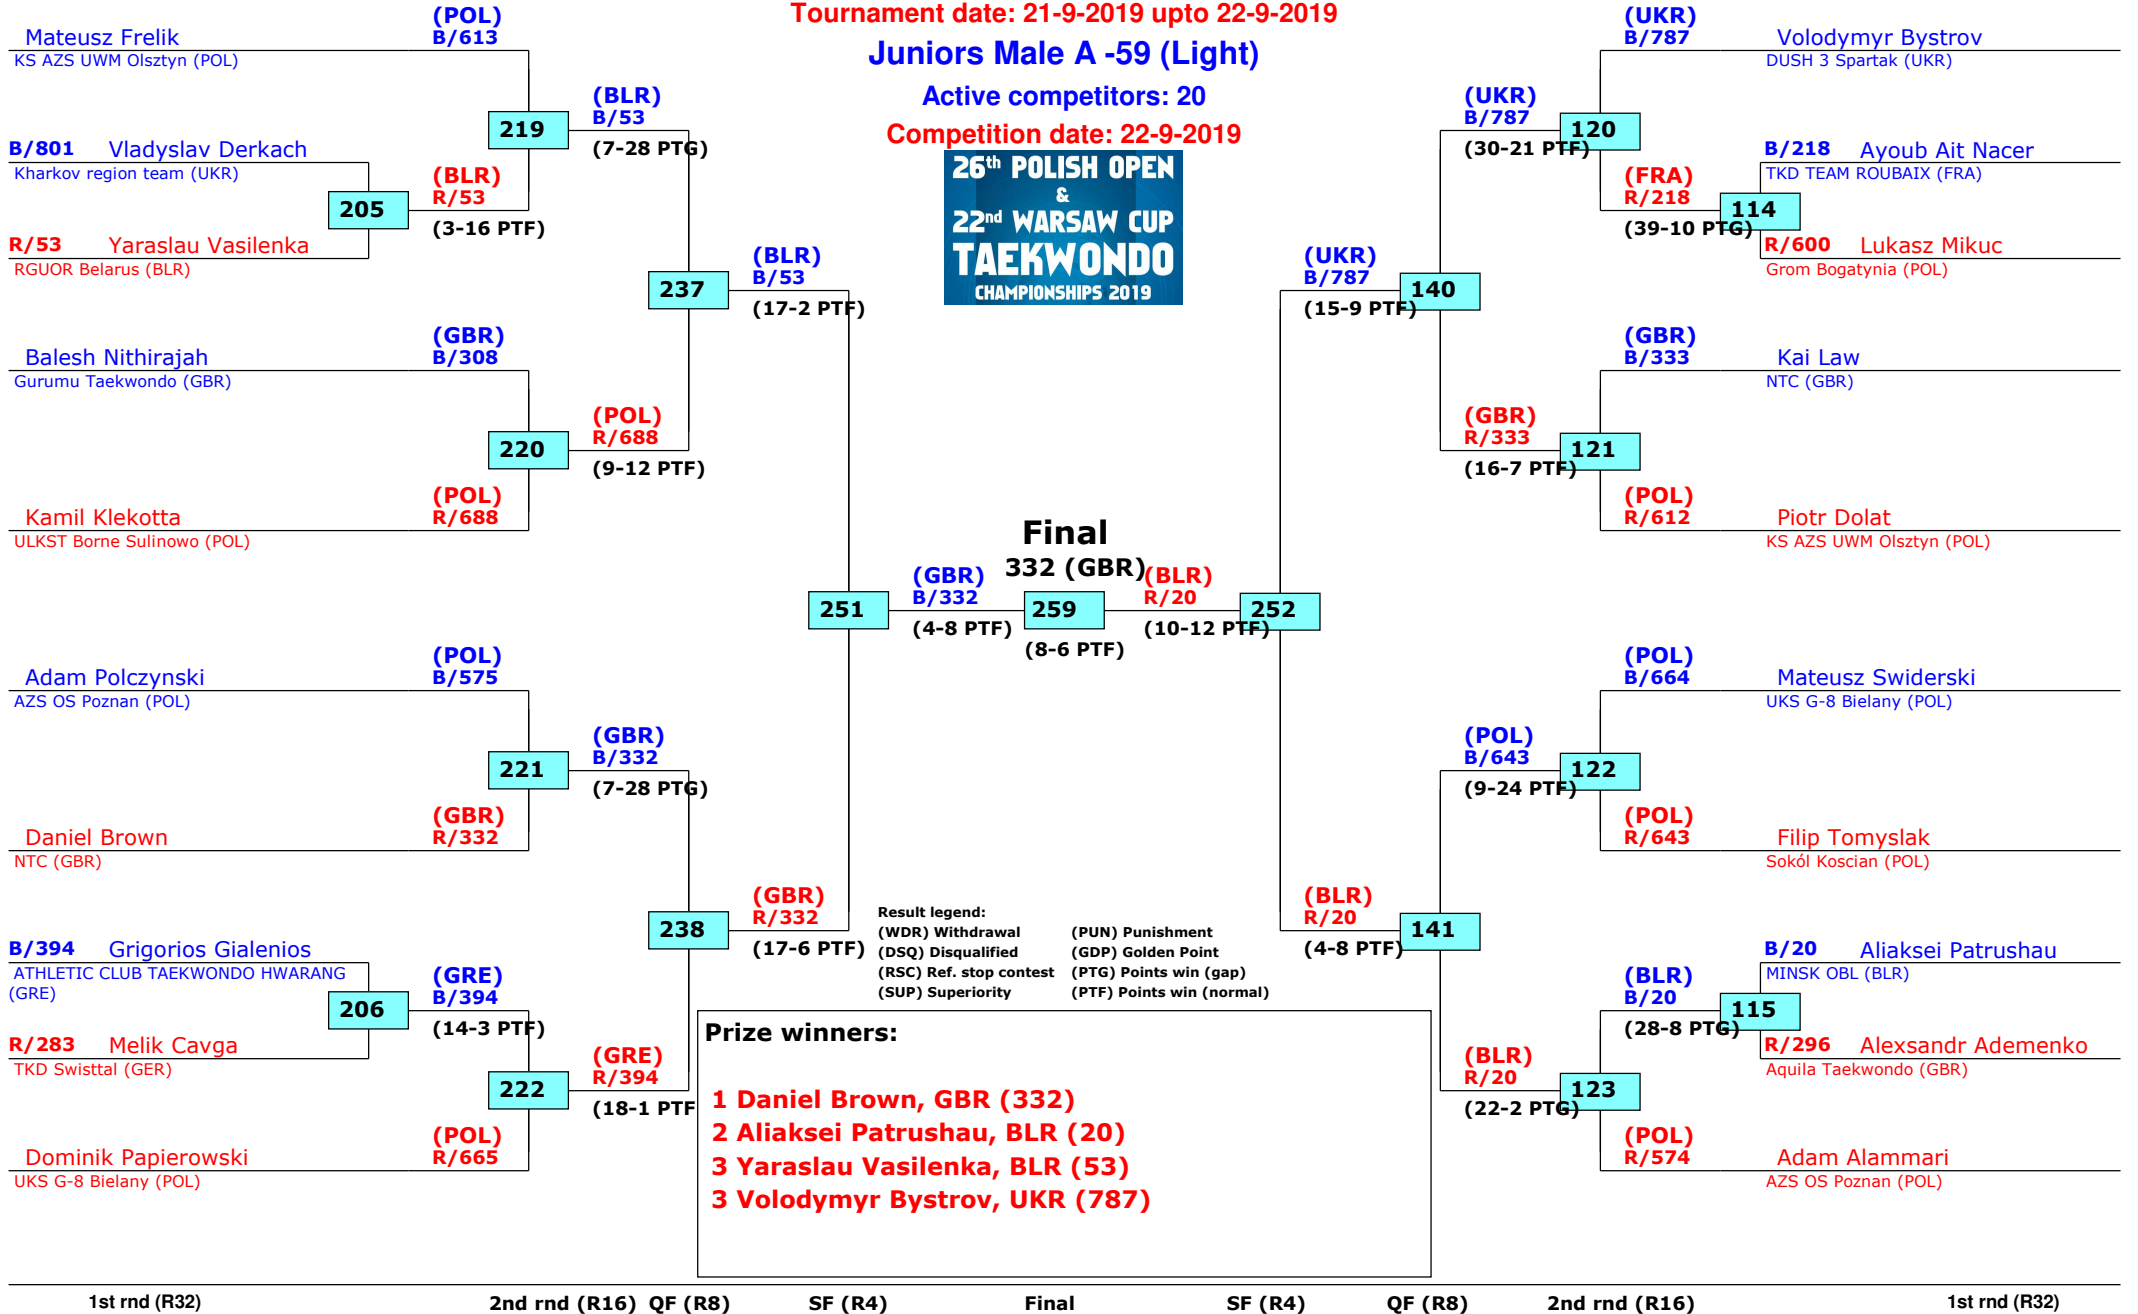 Tournament date: 21-9-2019 upto 22-9-2019
Juniors Male A -59 (Light)
Active competitors: 20
Competition date: 22-9-2019
26th POLISH OPEN
&
22nd WARSAW CUP
TAEKWONDO
CHAMPIONSHIPS 2019
Mateusz Frelik
KS AZS UWM Olsztyn (POL)
(POL)
B/613
B/801 Vladyslav Derkach
Kharkov region team (UKR)
205
R/53 Yaraslau Vasilenka
RGUOR Belarus (BLR)
(BLR)
R/53
(3-16 PTF)
219
(BLR)
B/53
(7-28 PTG)
Balesh Nithirajah
Gurumu Taekwondo (GBR)
(GBR)
B/308
220
Kamil Klekotta
ULKST Borne Sulinowo (POL)
(POL)
R/688
(POL)
R/688
(9-12 PTF)
237
(BLR)
B/53
(17-2 PTF)
Adam Polczynski
AZS OS Poznan (POL)
(POL)
B/575
221
Daniel Brown
NTC (GBR)
(GBR)
R/332
(GBR)
B/332
(7-28 PTG)
B/394 Grigorios Gialenios
ATHLETIC CLUB TAEKWONDO HWARANG
(GRE)
206
R/283 Melik Cavga
TKD Swisttal (GER)
(GRE)
B/394
(14-3 PTF)
222
Dominik Papierowski
UKS G-8 Bielany (POL)
(POL)
R/665
(GRE)
R/394
(18-1 PTF
238
(GBR)
R/332
(17-6 PTF)
251
(GBR)
B/332
(4-8 PTF)
Final
332 (GBR)
259
(8-6 PTF)
(BLR)
R/20
(10-12 PTF)
252
(UKR)
B/787
(15-9 PTF)
140
(UKR)
B/787
(30-21 PTF)
120
(UKR)
B/787
Volodymyr Bystrov
DUSH 3 Spartak (UKR)
(FRA)
R/218
(39-10 PTG)
114
B/218 Ayoub Ait Nacer
TKD TEAM ROUBAIX (FRA)
R/600 Lukasz Mikuc
Grom Bogatynia (POL)
(GBR)
R/333
(16-7 PTF)
121
(GBR)
B/333
Kai Law
NTC (GBR)
(POL)
R/612
Piotr Dolat
KS AZS UWM Olsztyn (POL)
(BLR)
R/20
(4-8 PTF)
141
(POL)
B/643
(9-24 PTF)
122
(POL)
B/664
Mateusz Swiderski
UKS G-8 Bielany (POL)
(POL)
R/643
Filip Tomyslak
Sokól Koscian (POL)
(BLR)
R/20
(22-2 PTG)
123
(BLR)
B/20
(28-8 PTG)
115
B/20 Aliaksei Patrushau
MINSK OBL (BLR)
R/296 Alexsandr Ademenko
Aquila Taekwondo (GBR)
(POL)
R/574
Adam Alammari
AZS OS Poznan (POL)
Result legend:
(WDR) Withdrawal (PUN) Punishment
(DSQ) Disqualified (GDP) Golden Point
(RSC) Ref. stop contest (PTG) Points win (gap)
(SUP) Superiority (PTF) Points win (normal)
Prize winners:
1 Daniel Brown, GBR (332)
2 Aliaksei Patrushau, BLR (20)
3 Yaraslau Vasilenka, BLR (53)
3 Volodymyr Bystrov, UKR (787)
1st rnd (R32) 2nd rnd (R16) QF (R8) SF (R4) Final SF (R4) QF (R8) 2nd rnd (R16) 1st rnd (R32)